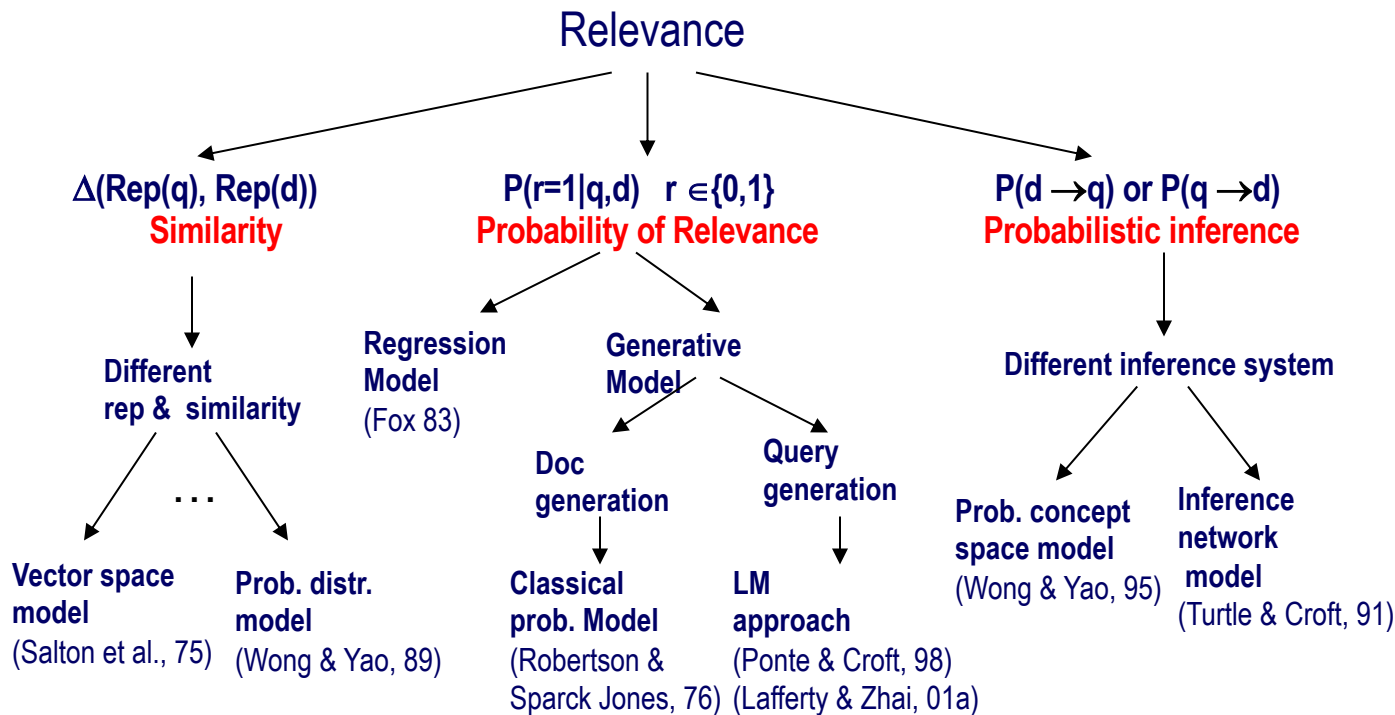 Relevance
Δ(Rep(q), Rep(d))
Similarity
P(r=1|q,d) r ∈{0,1}
Probability of Relevance
P(d →q) or P(q →d)
Probabilistic inference
Different
rep & similarity
. . .
Vector space
model
(Salton et al., 75)
Prob. distr.
model
(Wong & Yao, 89)
Regression
Model
(Fox 83)
Generative
Model
Doc
generation
Classical
prob. Model
(Robertson &
Sparck Jones, 76)
Query
generation
LM
approach
(Ponte & Croft, 98)
(Lafferty & Zhai, 01a)
Different inference system
Prob. concept
space model
(Wong & Yao, 95)
Inference
network
model
(Turtle & Croft, 91)